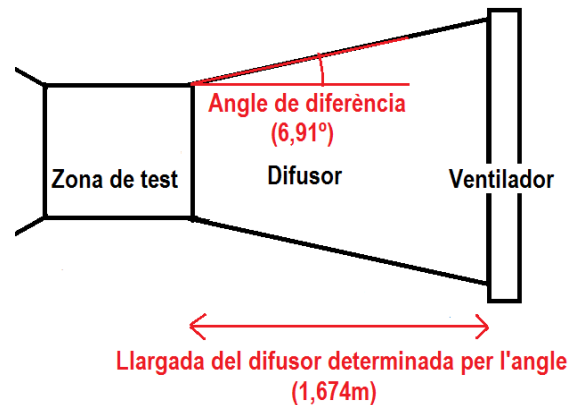 Angle de diferència
(6,91º)
Zona de test
Difusor
Ventilador
Llargada del difusor determinada per l'angle
(1,674m)